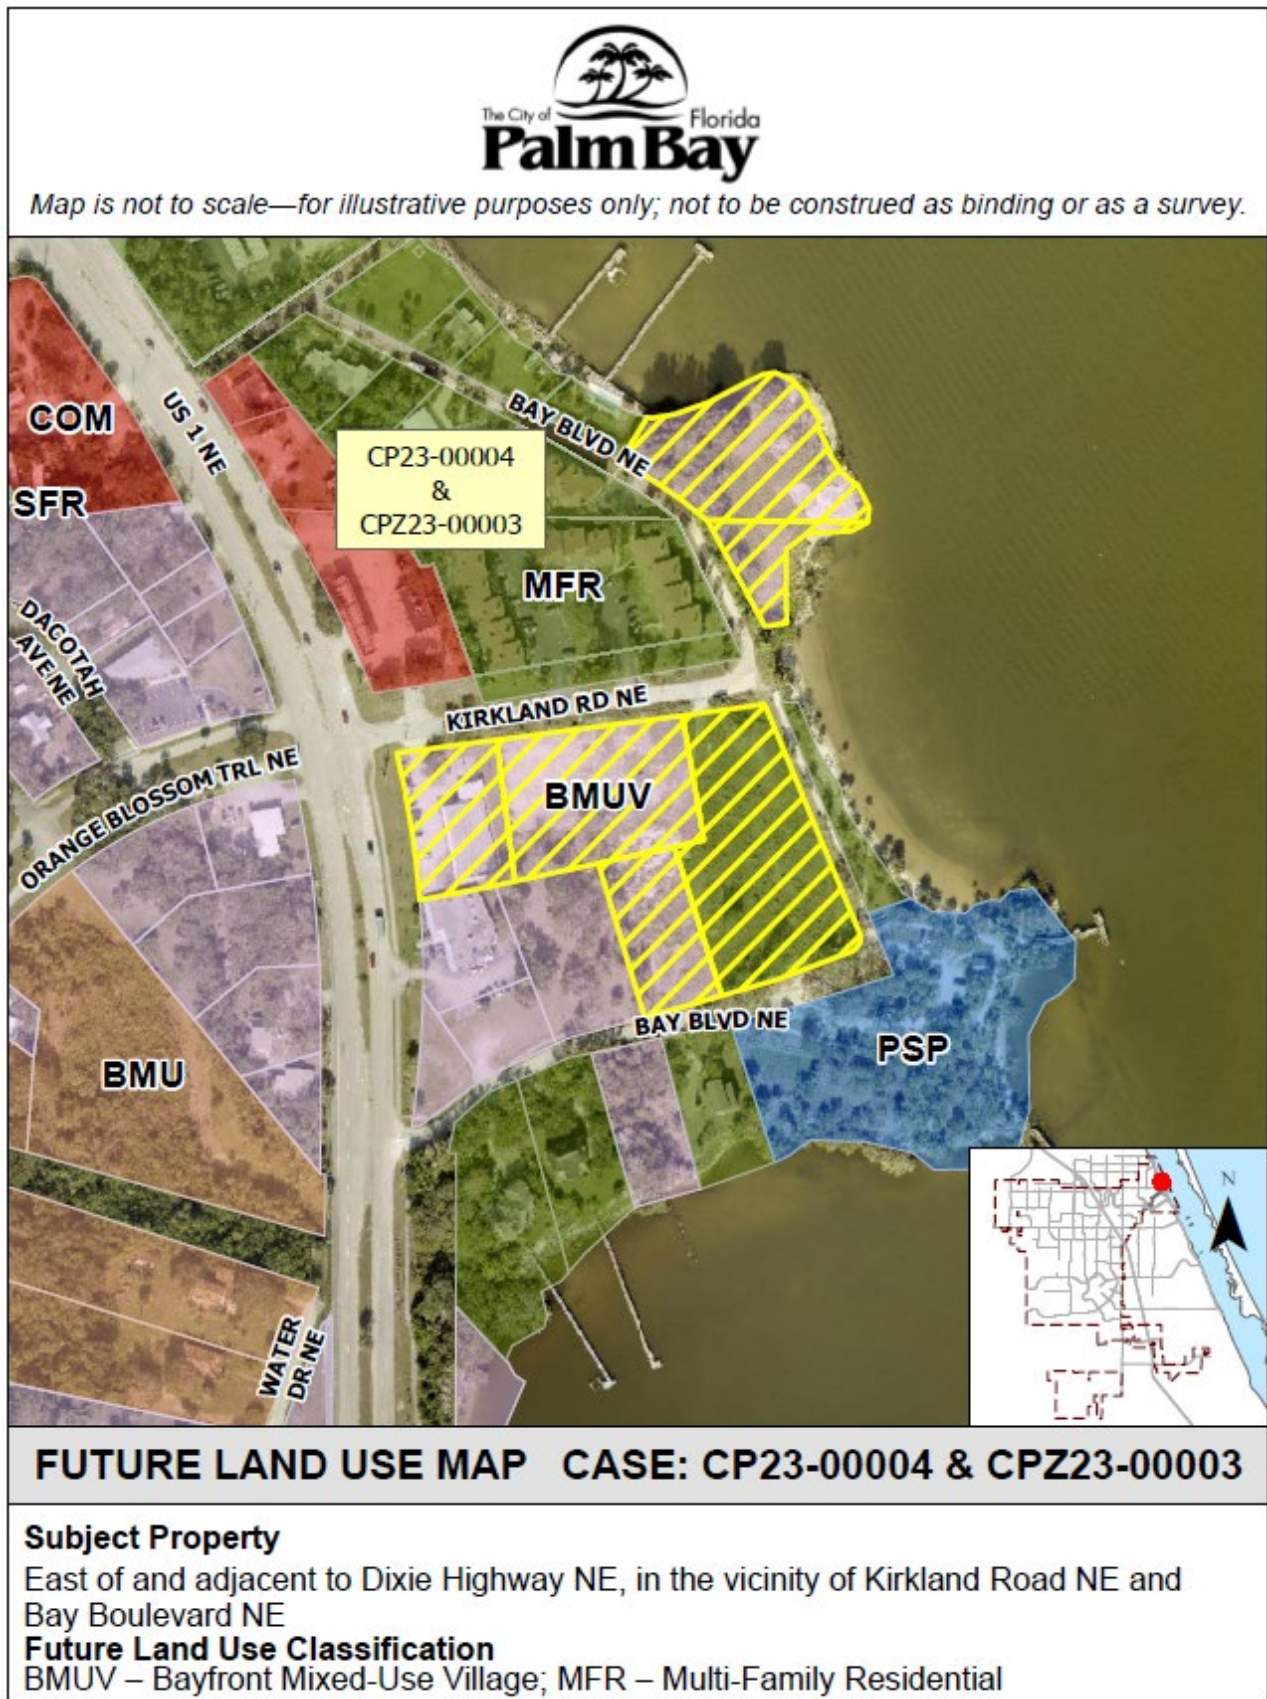 The City of
Florida
Palm Bay
Map is not to scale—for illustrative purposes only; not to be construed as binding or as a survey.
COM
US 1 NE
BAY BLVD NE
CP23-00004
&
CPZ23-00003
SFR
MFR
DACOTAH
AVE NE
KIRKLAND RD NE
ORANGE BLOSSOM TRL NE
BMUV
BAY BLVD NE
PSP
BMU
N
WATER
DR NE
FUTURE LAND USE MAP CASE: CP23-00004 & CPZ23-00003
Subject Property
East of and adjacent to Dixie Highway NE, in the vicinity of Kirkland Road NE and
Bay Boulevard NE
Future Land Use Classification
BMUV – Bayfront Mixed-Use Village; MFR – Multi-Family Residential